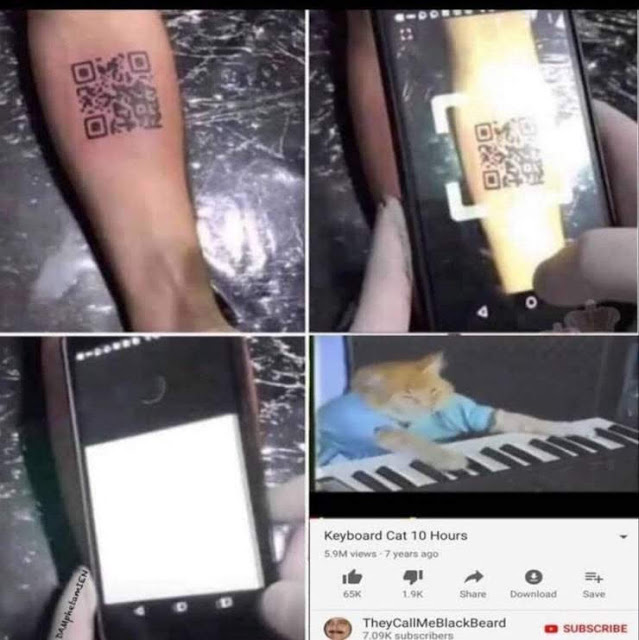 Keyboard Cat 10 Hours
5.9M views · 7 years ago
65K
1.9K
Share
Download
Save
TheyCallMeBlackBeard
7.09K subscribers
SUBSCRIBE